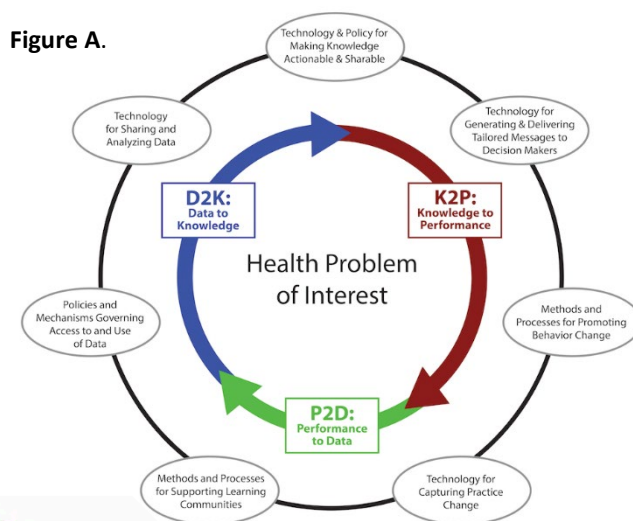 Figure A.
Technology & Policy for
Making Knowledge
Actionable & Sharable
Technology
for Sharing and
Analyzing Data
Technology for
Generating & Delivering
Tailored Messages to
Decision Makers
D2K:
Data to
Knowledge
K2P:
Knowledge to
Performance
Health Problem
of Interest
Policies and
Mechanisms Governing
Access to and Use
of Data
Methods and
Processes for Promoting
Behavior Change
P2D:
Performance
to Data
Methods and Processes
for Supporting Learning
Communities
Technology for
Capturing Practice
Change